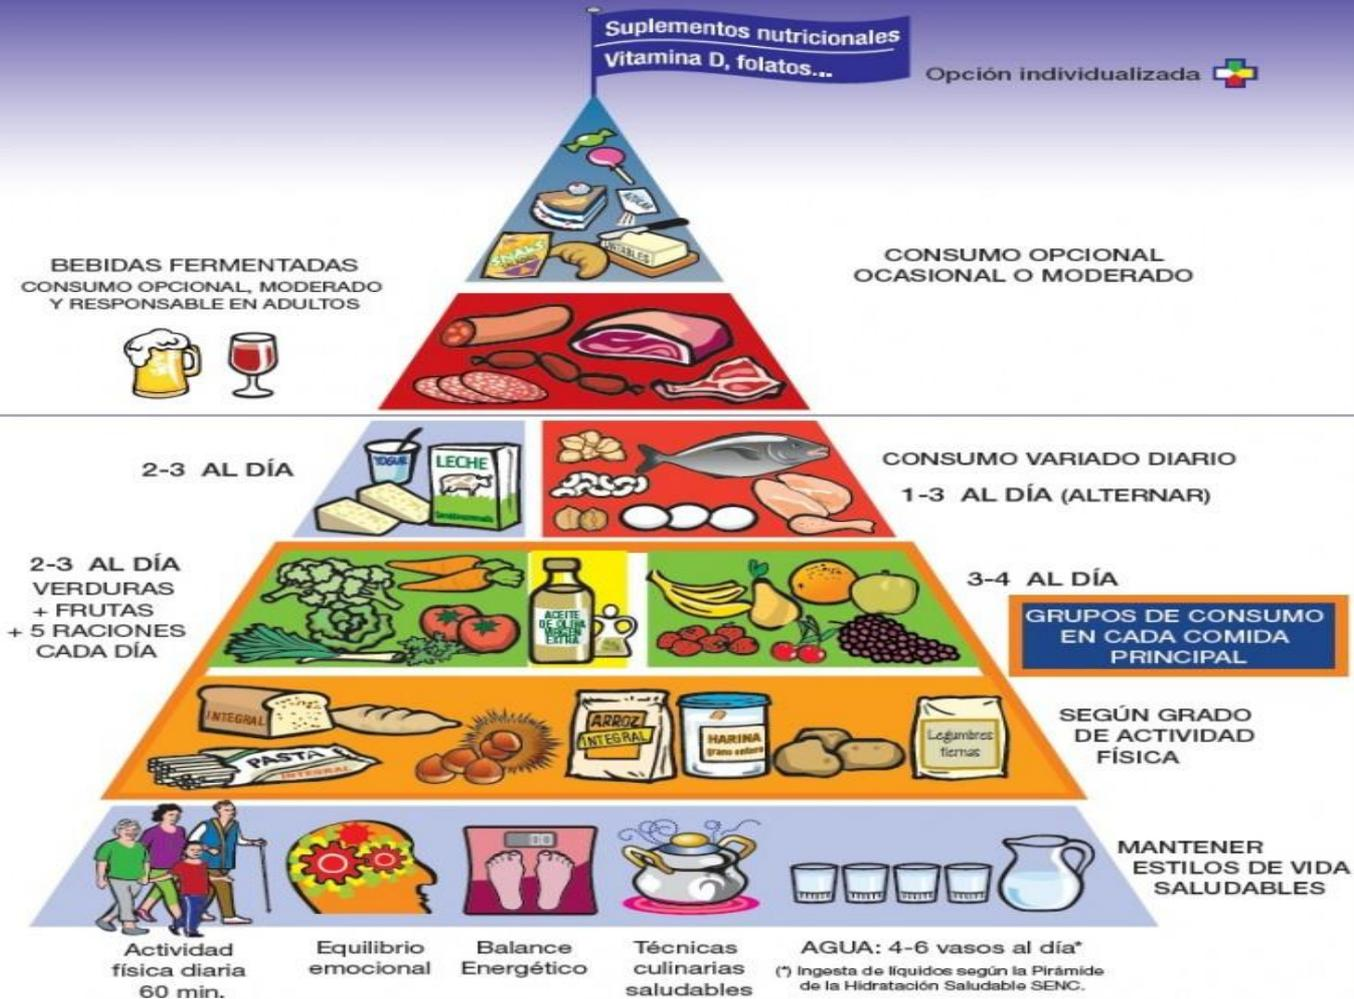 Suplementos nutricionales
Vitamina D, folatos...
Opción individualizada
AZÚCAR
SNAKS
UNTABLES
BEBIDAS FERMENTADAS
CONSUMO OPCIONAL, MODERADO
Y RESPONSABLE EN ADULTOS
CONSUMO OPCIONAL
OCASIONAL O MODERADO
2-3 AL DÍA
YOGUR
LECHE
CONSUMO VARIADO DIARIO
1-3 AL DÍA (ALTERNAR)
2-3 AL DÍA
VERDURAS
+ FRUTAS
+ 5 RACIONES
CADA DÍA
ACEITE
DE OLIVA
VIRGEN
EXTRA
3-4 AL DÍA
GRUPOS DE CONSUMO
EN CADA COMIDA
PRINCIPAL
INTEGRAL
PASTA
INTEGRAL
ARROZ
INTEGRAL
HARINA
grano entero
Legumbres
tiernas
SEGÚN GRADO
DE ACTIVIDAD
FÍSICA
MANTENER
ESTILOS DE VIDA
SALUDABLES
Actividad
física diaria
60 min.
Equilibrio
emocional
Balance
Energético
Técnicas
culinarias
saludables
AGUA: 4-6 vasos al día*
(*) Ingesta de líquidos según la Pirámide
de la Hidratación Saludable SENC.